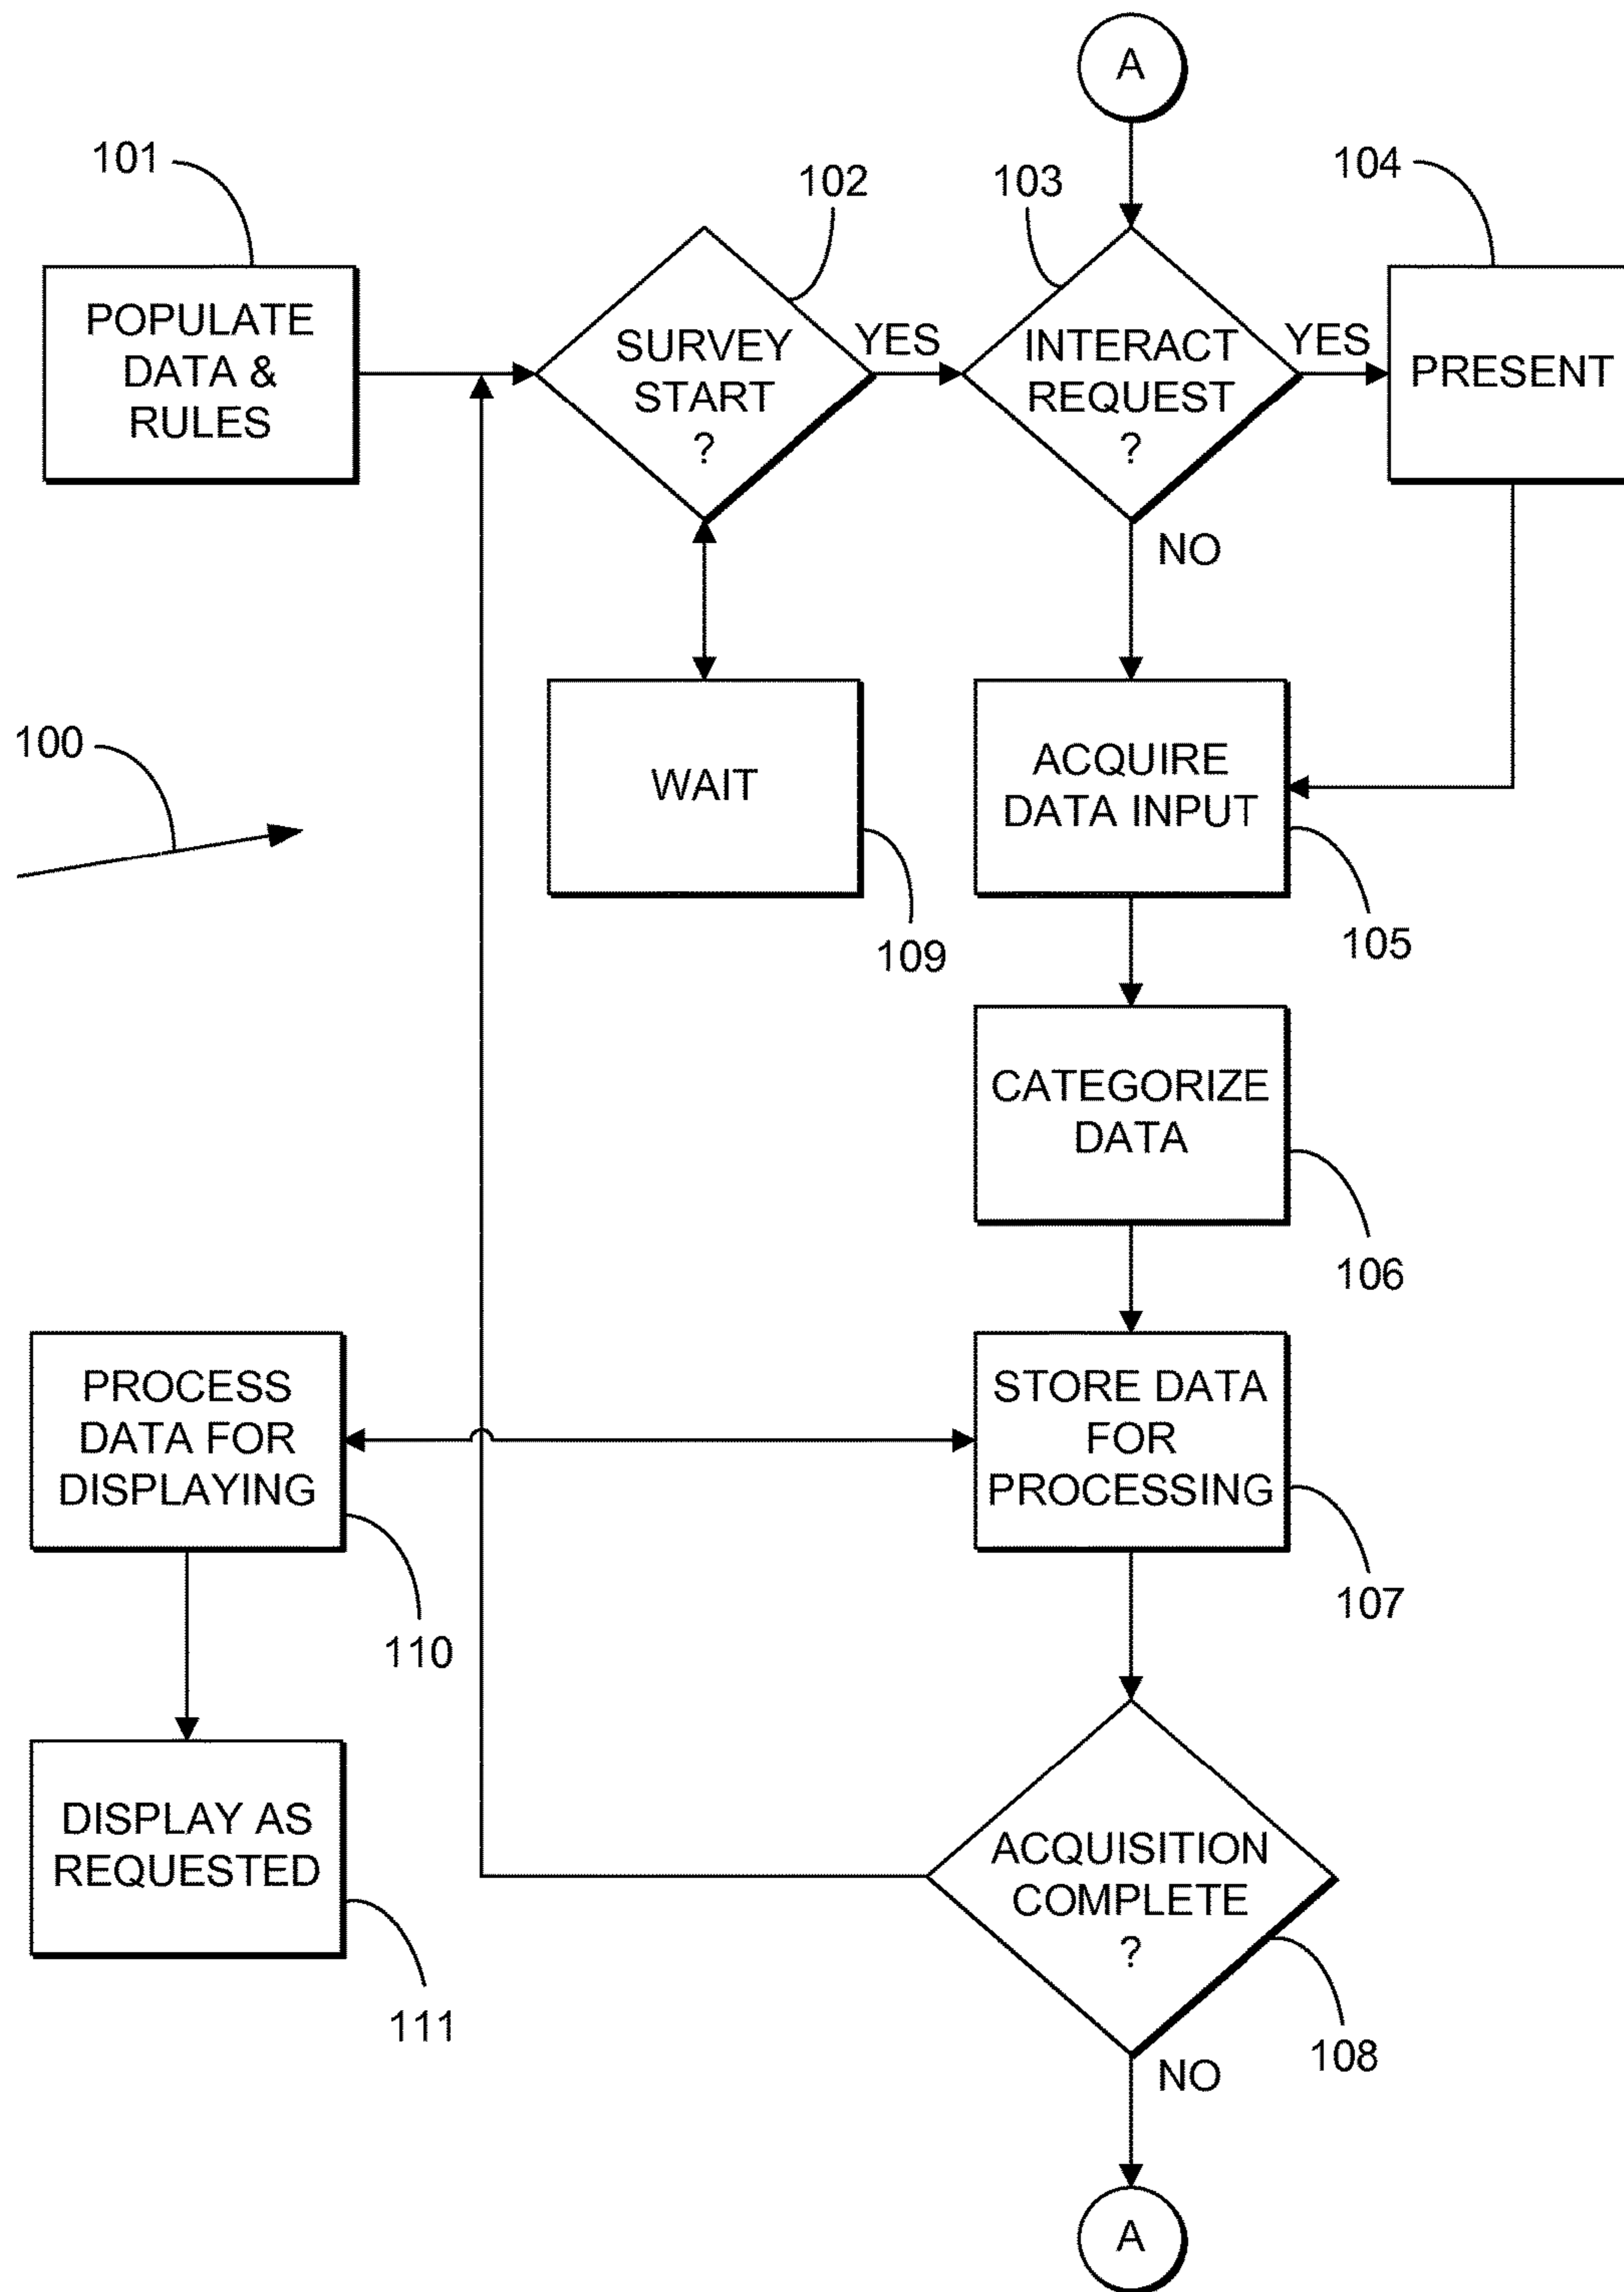 A
101
102
103
104
POPULATE
DATA &
RULES
SURVEY
START
?
YES
INTERACT
REQUEST
?
YES
PRESENT
NO
100
WAIT
109
ACQUIRE
DATA INPUT
105
CATEGORIZE
DATA
106
PROCESS
DATA FOR
DISPLAYING
110
STORE DATA
FOR
PROCESSING
107
DISPLAY AS
REQUESTED
111
ACQUISITION
COMPLETE
?
108
NO
A